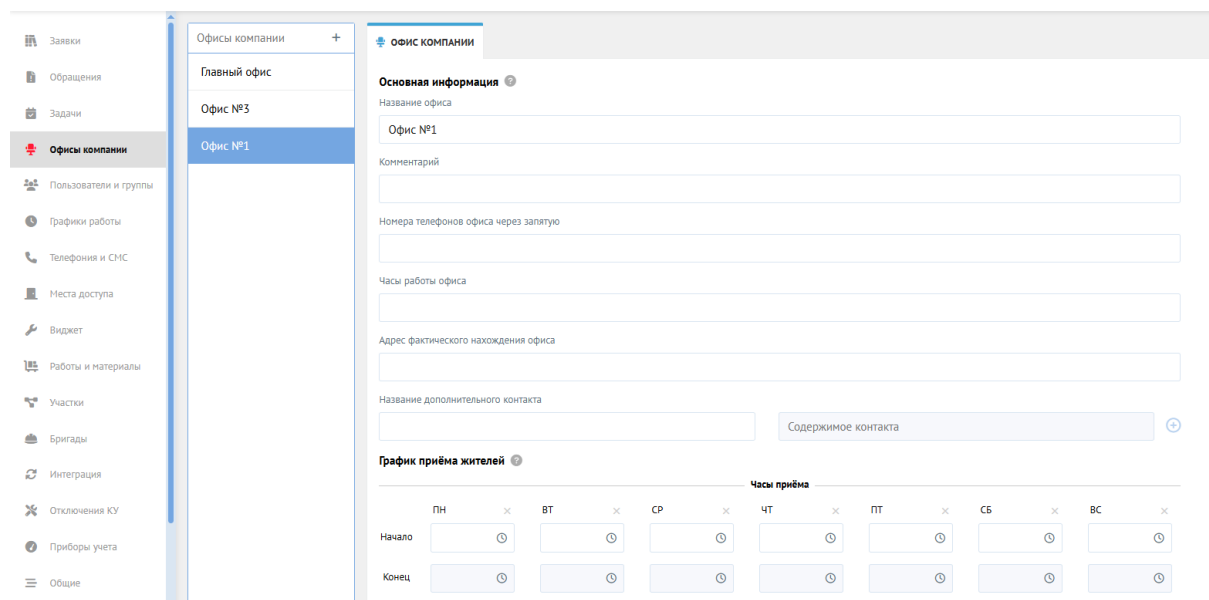 Заявки
Обращения
Задачи
Офисы компании
Пользователи и группы
Графики работы
Телефония и СМС
Места доступа
Виджет
Работы и материалы
Участки
Бригады
Интеграция
Отключения КУ
Приборы учета
Общие
Офисы компании +
Главный офис
Офис №3
Офис №1
ОФИС КОМПАНИИ
Основная информация ?
Название офиса
Офис №1
Комментарий
Номера телефонов офиса через запятую
Часы работы офиса
Адрес фактического нахождения офиса
Название дополнительного контакта
Содержимое контакта
График приёма жителей ?
Часы приёма
ПН × ВТ × СР × ЧТ × ПТ × СБ × ВС ×
Начало
Конец